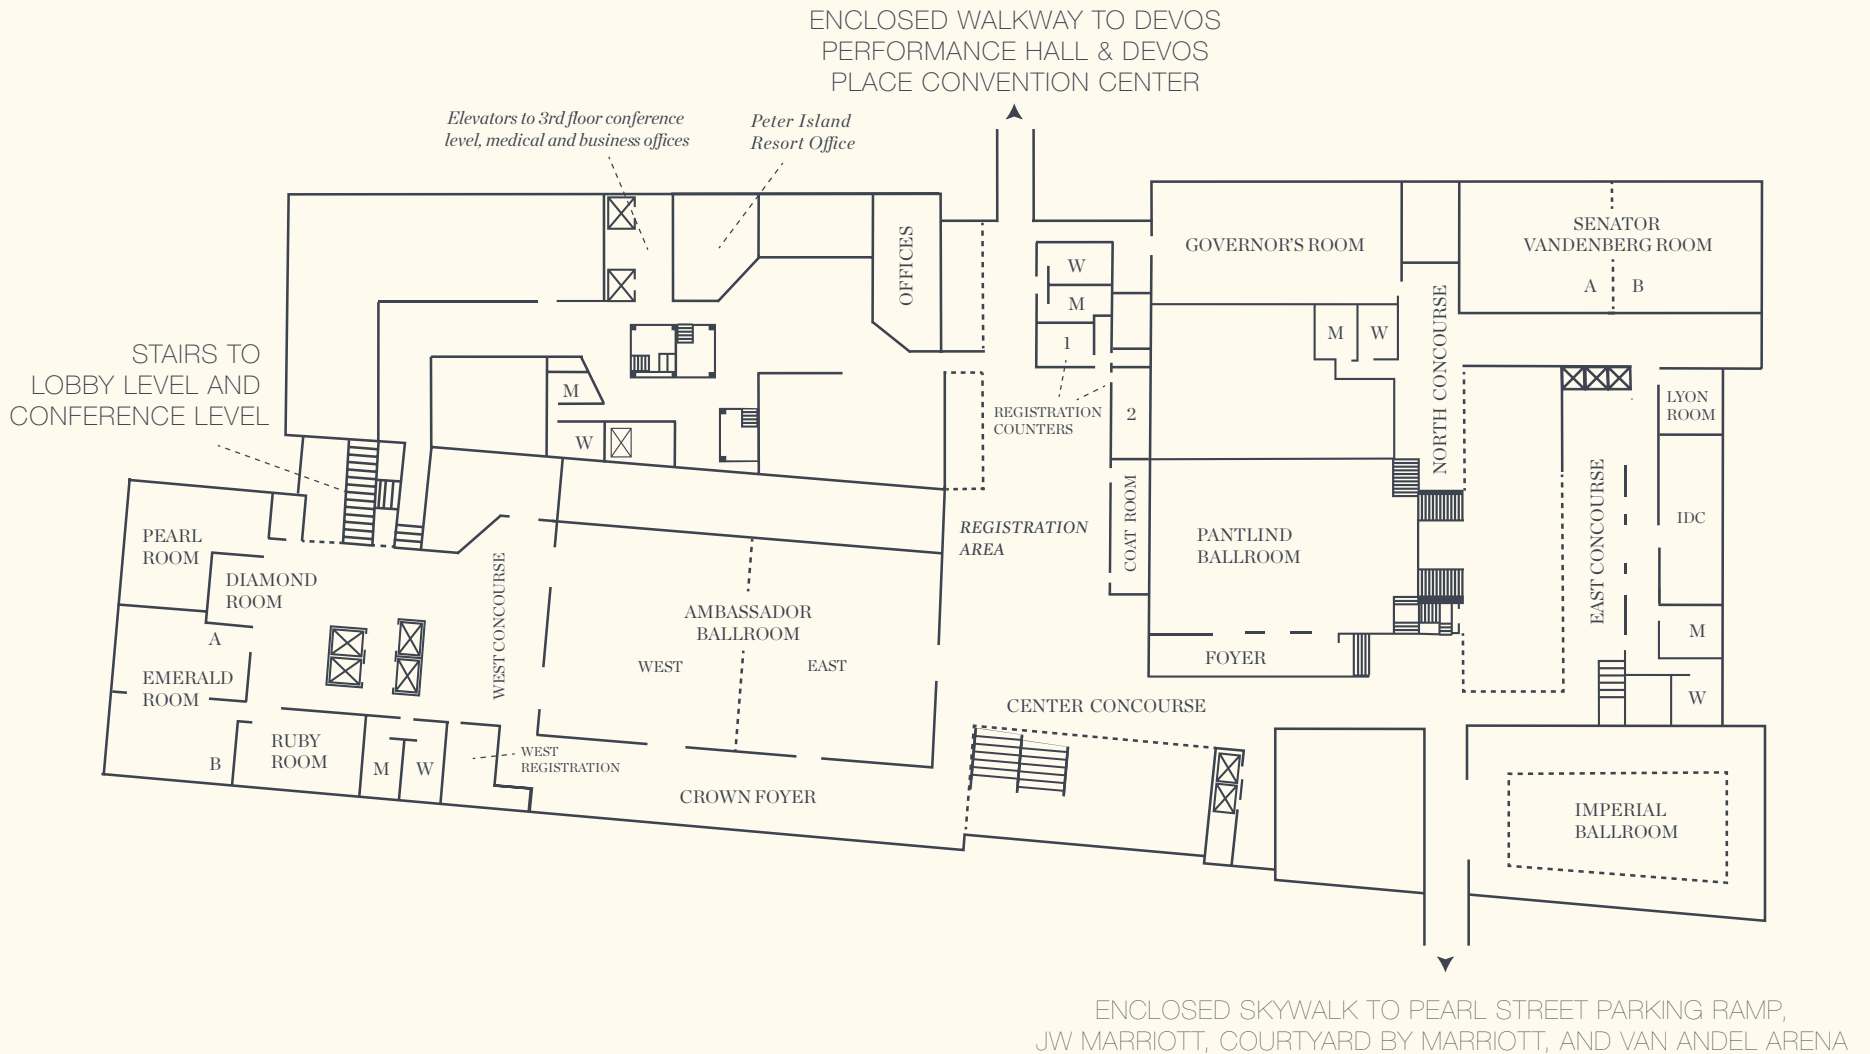 ENCLOSED WALKWAY TO DEVOS
PERFORMANCE HALL & DEVOS
PLACE CONVENTION CENTER
Elevators to 3rd floor conference
level, medical and business offices
Peter Island
Resort Office
OFFICES
W
M
1
REGISTRATION
COUNTERS
2
COAT ROOM
GOVERNOR'S ROOM
M
W
NORTH CONCOURSE
SENATOR
VANDENBERG ROOM
A
B
STAIRS TO
LOBBY LEVEL AND
CONFERENCE LEVEL
M
W
LYON
ROOM
IDC
M
W
EAST CONCOURSE
PEARL
ROOM
DIAMOND
ROOM
A
EMERALD
ROOM
B
RUBY
ROOM
M
W
WEST
REGISTRATION
WEST CONCOURSE
AMBASSADOR
BALLROOM
WEST
EAST
REGISTRATION
AREA
PANTLIND
BALLROOM
FOYER
CENTER CONCOURSE
CROWN FOYER
IMPERIAL
BALLROOM
ENCLOSED SKYWALK TO PEARL STREET PARKING RAMP,
JW MARRIOTT, COURTYARD BY MARRIOTT, AND VAN ANDEL ARENA